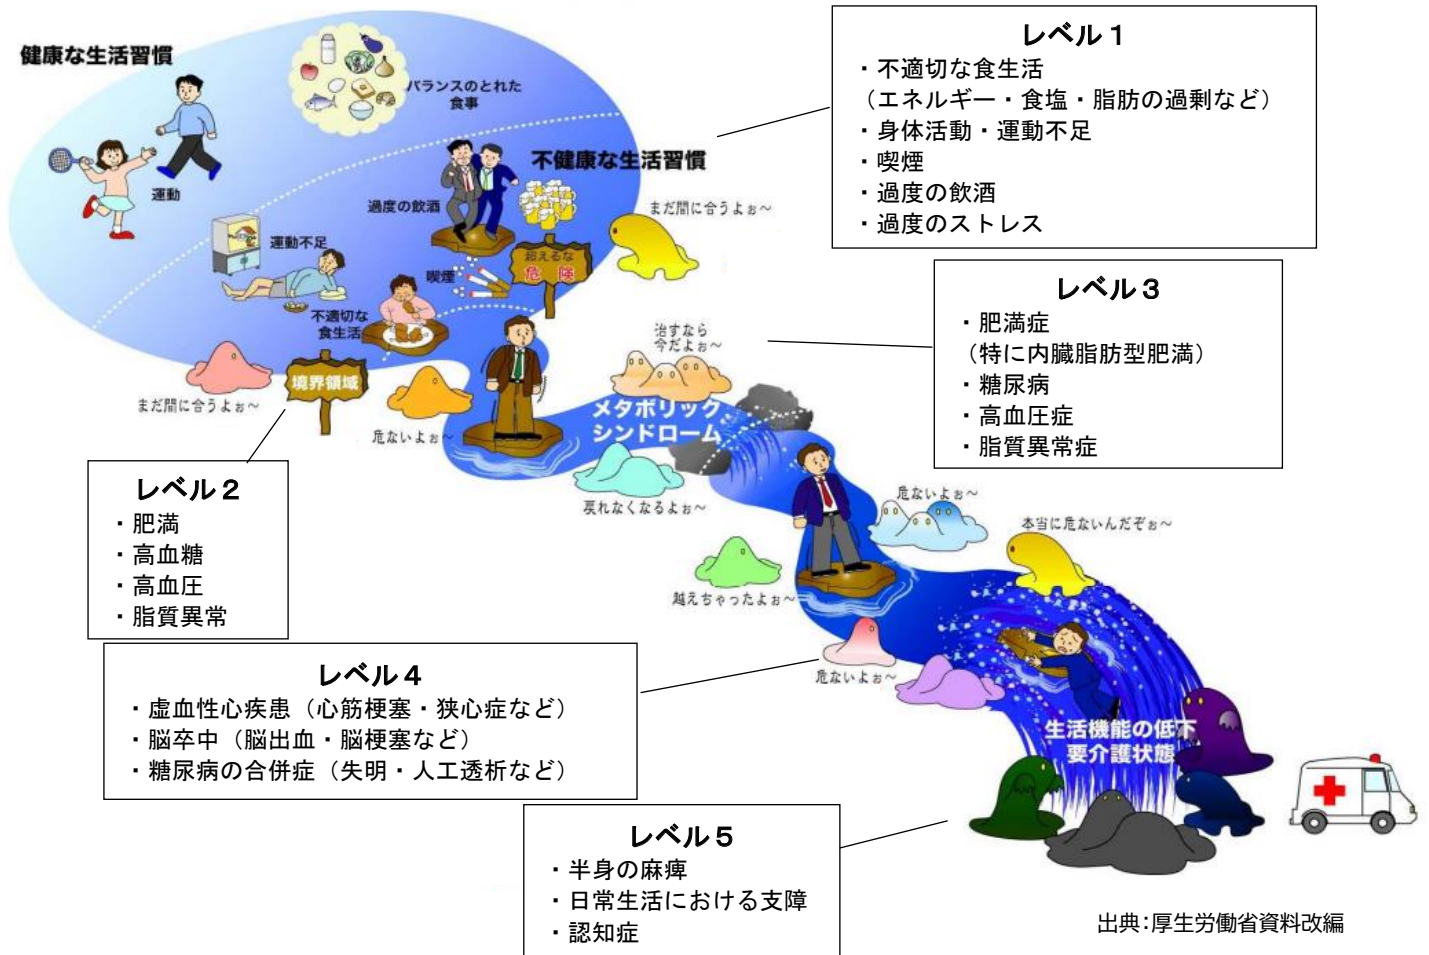 健康な生活習慣
バランスのとれた
食事
運動
不健康な生活習慣
過度の飲酒
運動不足
喫煙
不適切な
食生活
超えるな
危険
まだ間に合うよぉ～
レベル１
・不適切な食生活
（エネルギー・食塩・脂肪の過剰など）
・身体活動・運動不足
・喫煙
・過度の飲酒
・過度のストレス
境界領域
まだ間に合うよぉ～
危ないよぉ～
レベル２
・肥満
・高血糖
・高血圧
・脂質異常
治すなら
今だよぉ～
メタボリック
シンドローム
戻れなくなるよぉ～
レベル３
・肥満症
（特に内臓脂肪型肥満）
・糖尿病
・高血圧症
・脂質異常症
越えちゃったよぉ～
危ないよぉ～
本当に危ないんだぞぉ～
危ないよぉ～
レベル４
・虚血性心疾患（心筋梗塞・狭心症など）
・脳卒中（脳出血・脳梗塞など）
・糖尿病の合併症（失明・人工透析など）
生活機能の低下
要介護状態
レベル５
・半身の麻痺
・日常生活における支障
・認知症
出典：厚生労働省資料改編